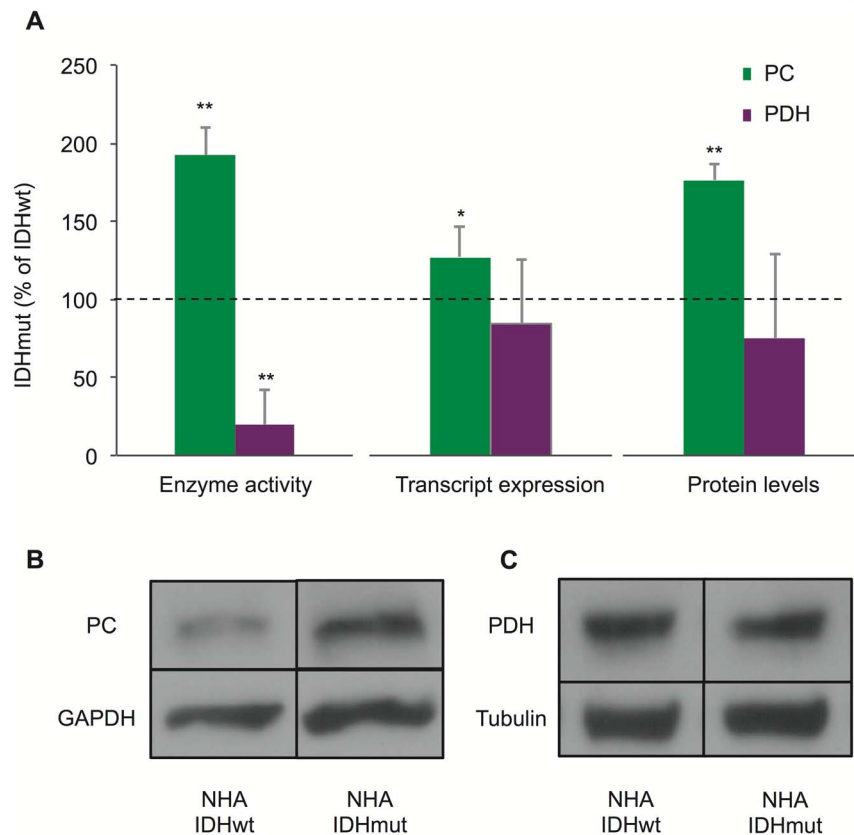 A
250
200
150
100
50
0
IDHmut (% of IDHwt)
PC
PDH
**
**
*
**
Enzyme activity
Transcript expression
Protein levels
B
PC
GAPDH
NHA
IDHwt
NHA
IDHmut
C
PDH
Tubulin
NHA
IDHwt
NHA
IDHmut